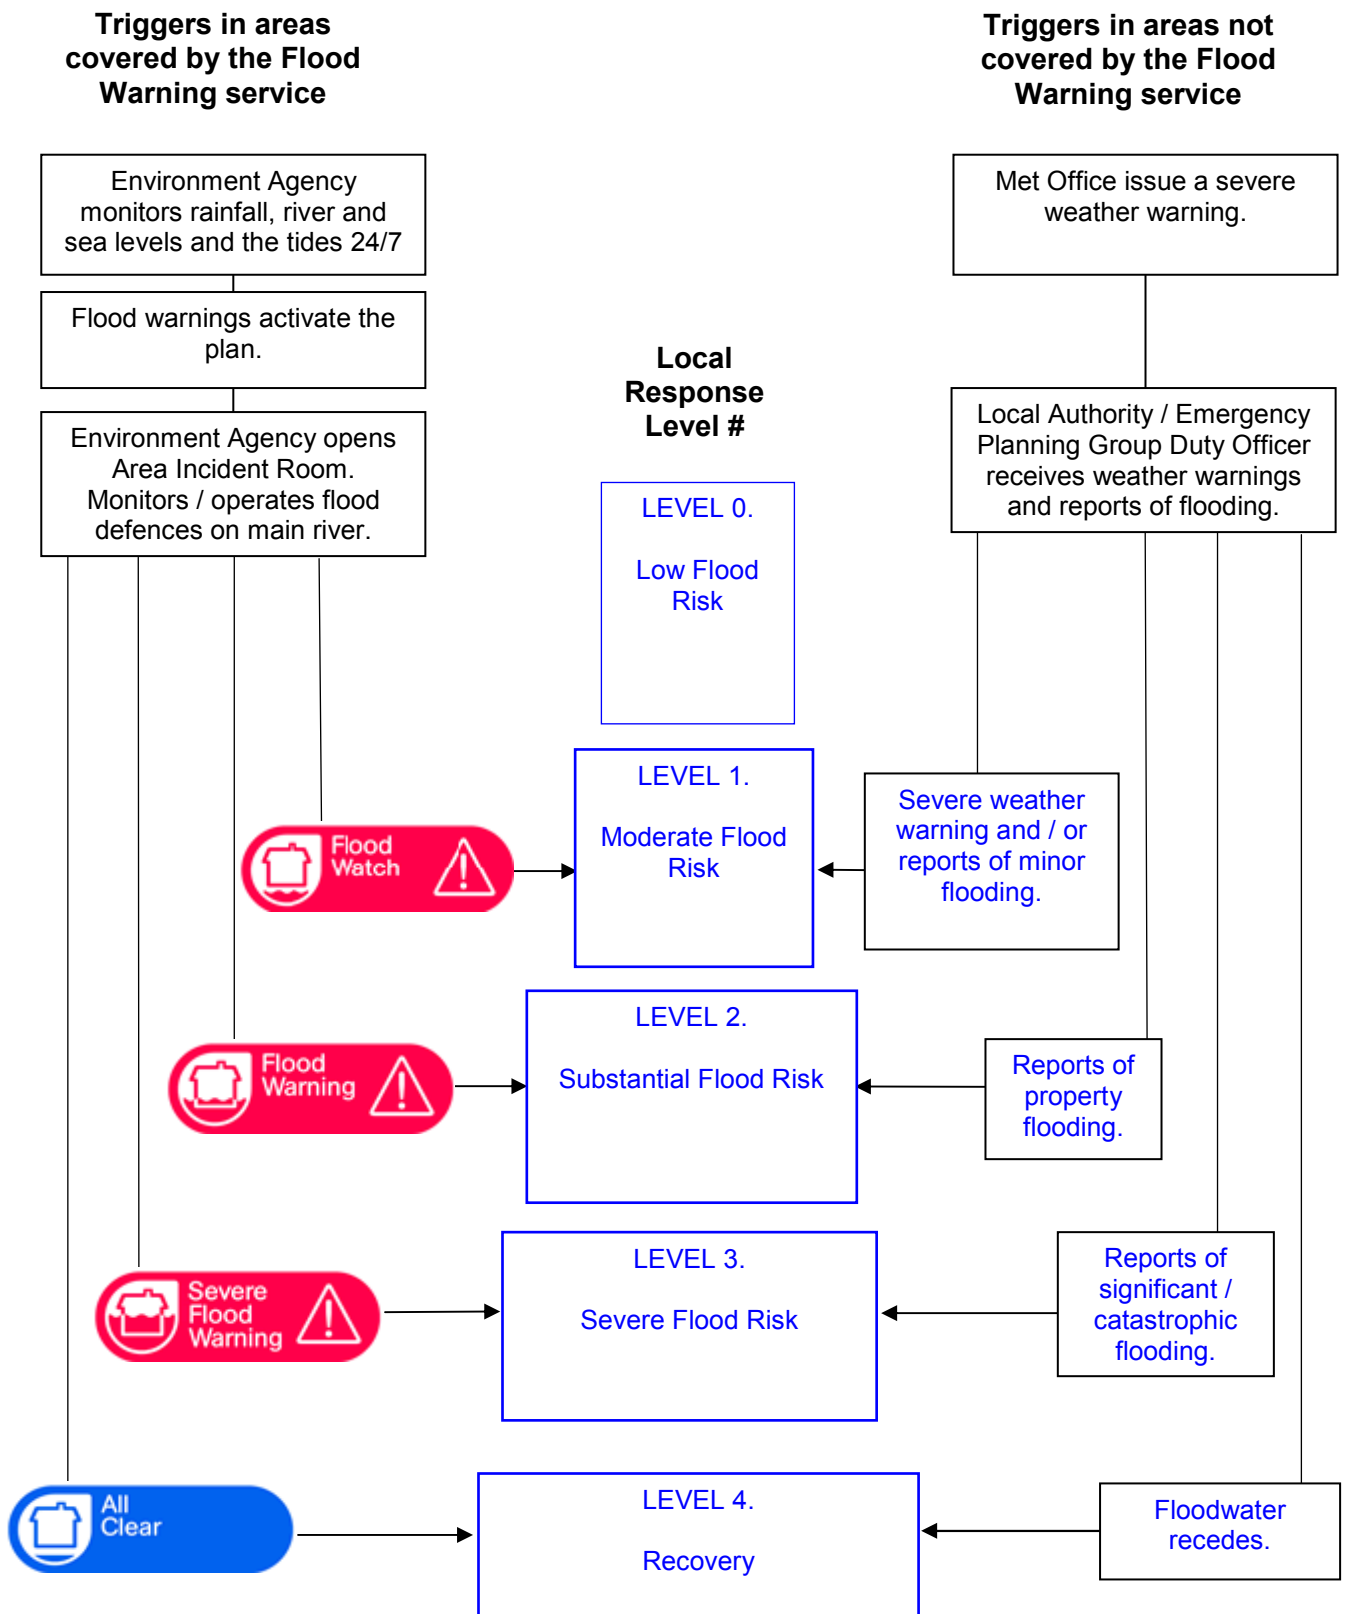 Triggers in areas
covered by the Flood
Warning service
Triggers in areas not
covered by the Flood
Warning service
Environment Agency
monitors rainfall, river and
sea levels and the tides 24/7
Met Office issue a severe
weather warning.
Flood warnings activate the
plan.
Local
Response
Level #
Environment Agency opens
Area Incident Room.
Monitors / operates flood
defences on main river.
Local Authority / Emergency
Planning Group Duty Officer
receives weather warnings
and reports of flooding.
LEVEL 0.
Low Flood
Risk
Flood
Watch
LEVEL 1.
Moderate Flood
Risk
Severe weather
warning and / or
reports of minor
flooding.
Flood
Warning
LEVEL 2.
Substantial Flood Risk
Reports of
property
flooding.
Severe
Flood
Warning
LEVEL 3.
Severe Flood Risk
Reports of
significant /
catastrophic
flooding.
All
Clear
LEVEL 4.
Recovery
Floodwater
recedes.